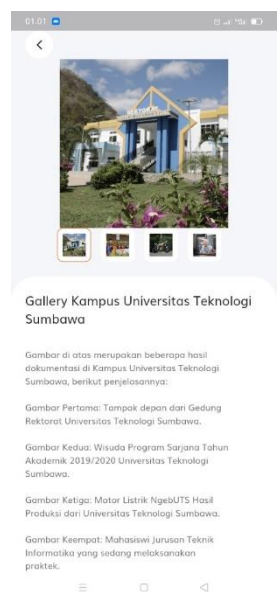 01.01
REKTORAT
Gallery Kampus Universitas Teknologi
Sumbawa
Gambar di atas merupakan beberapa hasil
dokumentasi di Kampus Universitas Teknologi
Sumbawa, berikut penjelasannya:
Gambar Pertama: Tampak depan dari Gedung
Rektorat Universitas Teknologi Sumbawa.
Gambar Kedua: Wisuda Program Sarjana Tahun
Akademik 2019/2020 Universitas Teknologi
Sumbawa.
Gambar Ketiga: Motor Listrik NgebUTS Hasil
Produksi dari Universitas Teknologi Sumbawa.
Gambar Keempat: Mahasiswi Jurusan Teknik
Informatika yang sedang melaksanakan
praktek.